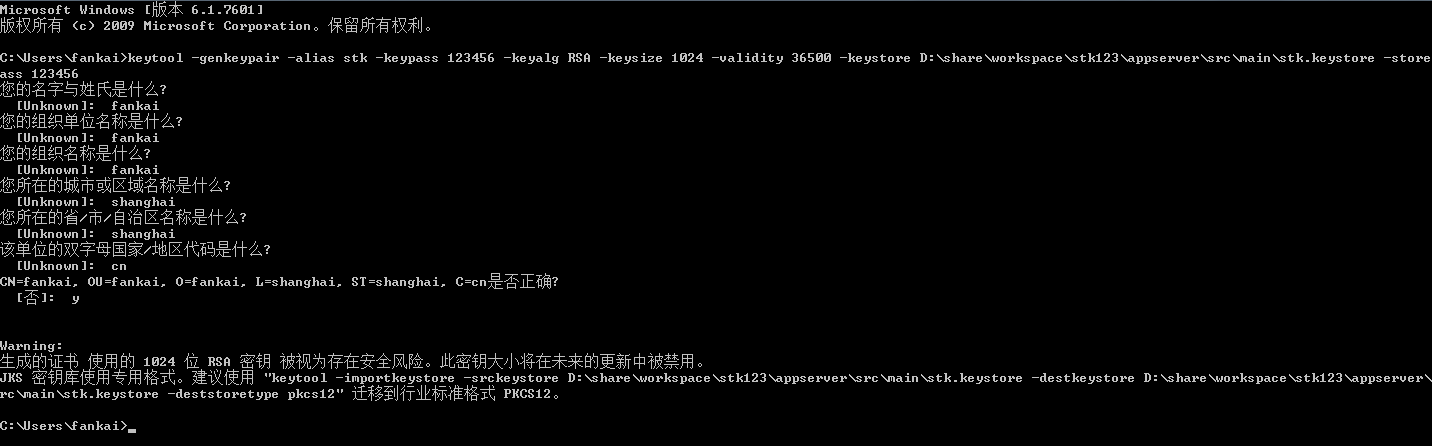 Microsoft Windows [版本 6.1.7601]
版权所有 (c) 2009 Microsoft Corporation。保留所有权利。
C:\Users\fankai>keytool -genkeypair -alias stk -keypass 123456 -keyalg RSA -keysize 1024 -validity 36500 -keystore D:\share\workspace\stk123\appserver\src\main\stk.keystore -store
ass 123456
您的名字与姓氏是什么?
[Unknown]:  fankai
您的组织单位名称是什么?
[Unknown]:  fankai
您的组织名称是什么?
[Unknown]:  fankai
您所在的城市或区域名称是什么?
[Unknown]:  shanghai
您所在的省/市/自治区名称是什么?
[Unknown]:  shanghai
该单位的双字母国家/地区代码是什么?
[Unknown]:  cn
CN=fankai, OU=fankai, O=fankai, L=shanghai, ST=shanghai, C=cn是否正确?
[否]:  y
Warning:
生成的证书 使用的 1024 位 RSA 密钥 被视为存在安全风险。此密钥大小将在未来的更新中被禁用。
JKS 密钥库使用专用格式。建议使用 "keytool -importkeystore -srckeystore D:\share\workspace\stk123\appserver\src\main\stk.keystore -destkeystore D:\share\workspace\stk123\appserver\
rc\main\stk.keystore -deststoretype pkcs12" 迁移到行业标准格式 PKCS12。
C:\Users\fankai>_